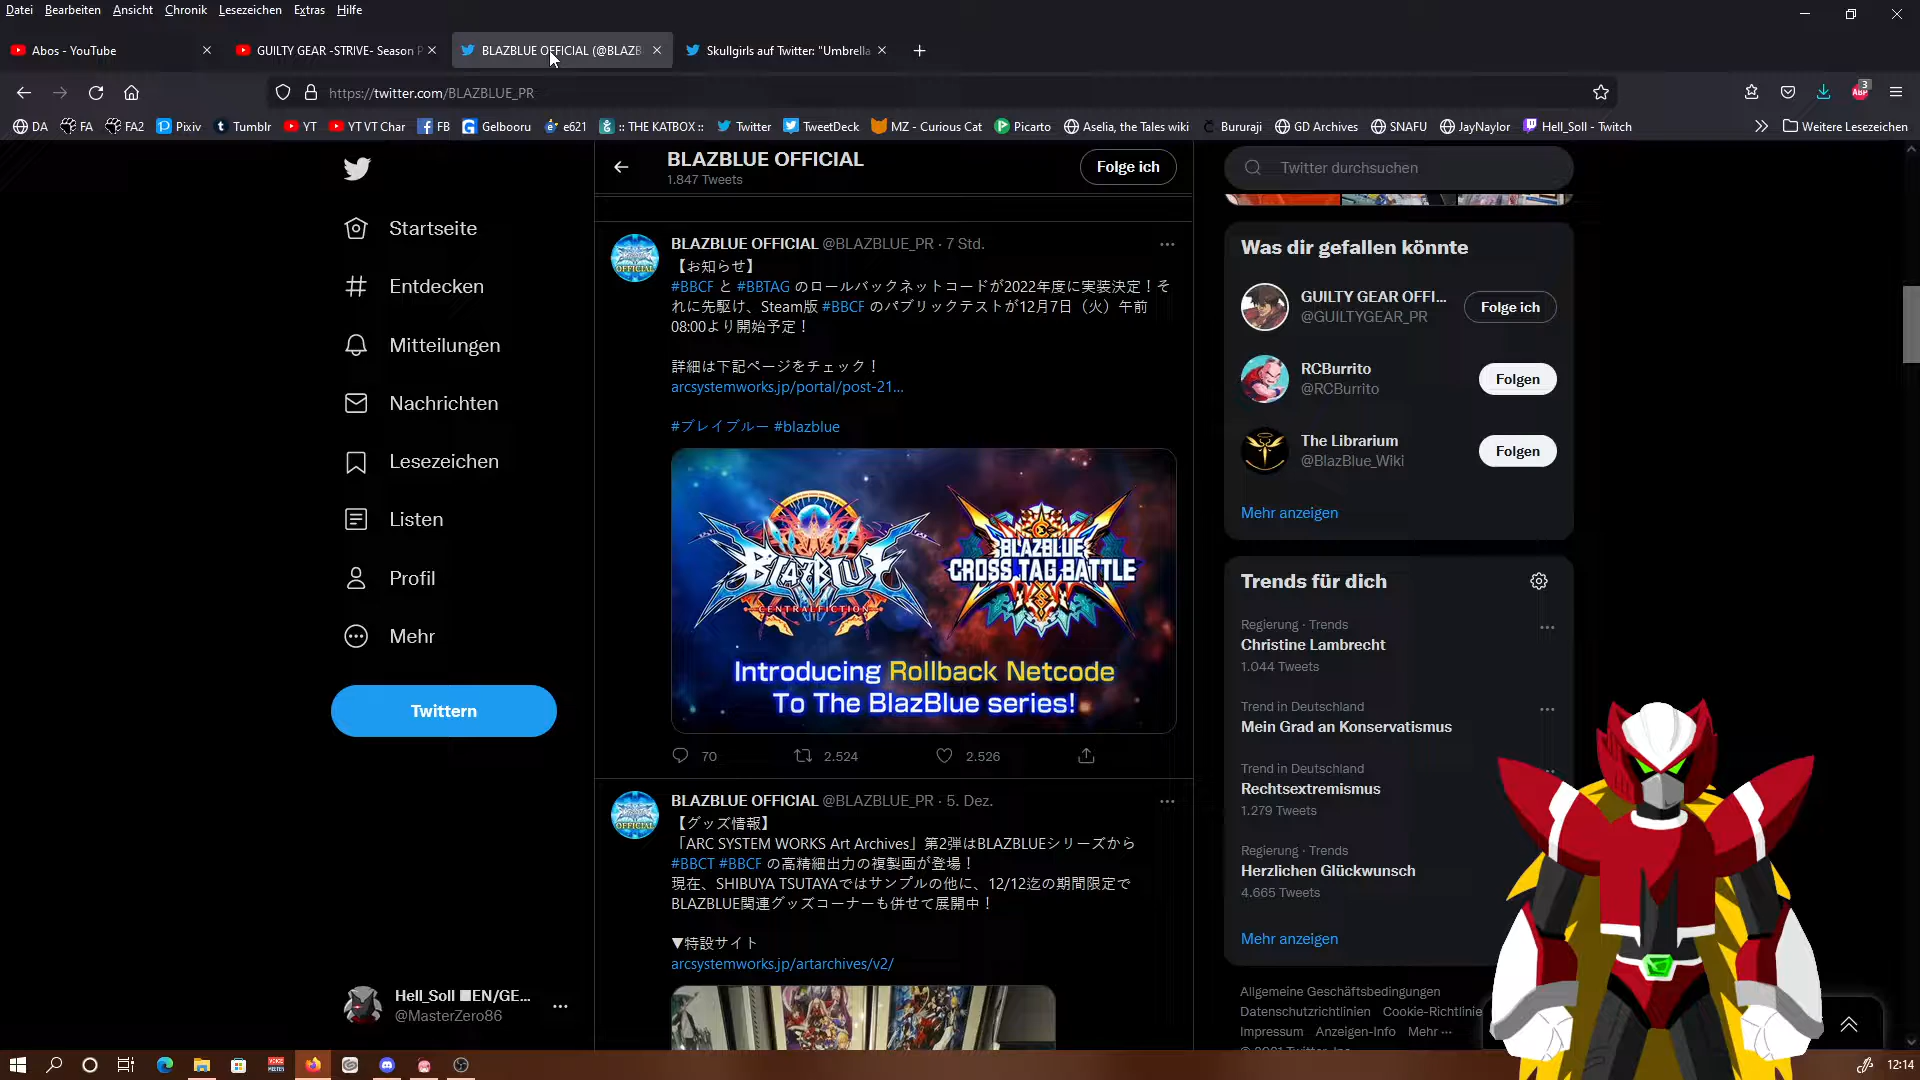 Datei Bearbeiten Ansicht Chronik Lesezeichen Extras Hilfe
Abos - YouTube
GUILTY GEAR -STRIVE- Season P
BLAZBLUE OFFICIAL (@BLAZB
Skullgirls auf Twitter: "Umbrella
https://twitter.com/BLAZBLUE_PR
3
ABP
DA FA FA2 Pixiv Tumblr YT YT VT Char FB Gelbooru e621 :: THE KATBOX :: Twitter TweetDeck MZ - Curious Cat Picarto Aselia, the Tales wiki Bururaji GD Archives SNAFU JayNaylor Hell_Soll - Twitch Weitere Lesezeichen
Startseite
Entdecken
Mitteilungen
Nachrichten
Lesezeichen
Listen
Profil
Mehr
Twittern
Hell_Soll ■EN/GE...
@MasterZero86
BLAZBLUE OFFICIAL
1.847 Tweets
Folge ich
BLAZBLUE OFFICIAL @BLAZBLUE_PR · 7 Std.
【お知らせ】
#BBCF と #BBTAG のロールバックネットコードが2022年度に実装決定！そ
れに先駆け、Steam版 #BBCF のパブリックテストが12月7日（火）午前
08:00より開始予定！
詳細は下記ページをチェック！
arcsystemworks.jp/portal/post-21...
#ブレイブルー #blazblue
BLAZBLUE
CENTRALFICTION
BLAZBLUE
CROSS TAG BATTLE
Introducing Rollback Netcode
To The BlazBlue series!
70 2.524 2.526
BLAZBLUE OFFICIAL @BLAZBLUE_PR · 5. Dez.
【グッズ情報】
「ARC SYSTEM WORKS Art Archives」第2弾はBLAZBLUEシリーズから
#BBCT #BBCF の高精細出力の複製画が登場！
現在、SHIBUYA TSUTAYAではサンプルの他に、12/12迄の期間限定で
BLAZBLUE関連グッズコーナーも併せて展開中！
▼特設サイト
arcsystemworks.jp/artarchives/v2/
Twitter durchsuchen
Was dir gefallen könnte
GUILTY GEAR OFFI...
@GUILTYGEAR_PR
Folge ich
RCBurrito
@RCBurrito
Folgen
The Librarium
@BlazBlue_Wiki
Folgen
Mehr anzeigen
Trends für dich
Regierung · Trends
Christine Lambrecht
1.044 Tweets
Trend in Deutschland
Mein Grad an Konservatismus
Trend in Deutschland
Rechtsextremismus
1.279 Tweets
Regierung · Trends
Herzlichen Glückwunsch
4.665 Tweets
Mehr anzeigen
Allgemeine Geschäftsbedingungen
Datenschutzrichtlinien Cookie-Richtlinie
Impressum Anzeigen-Info Mehr ···
12:14